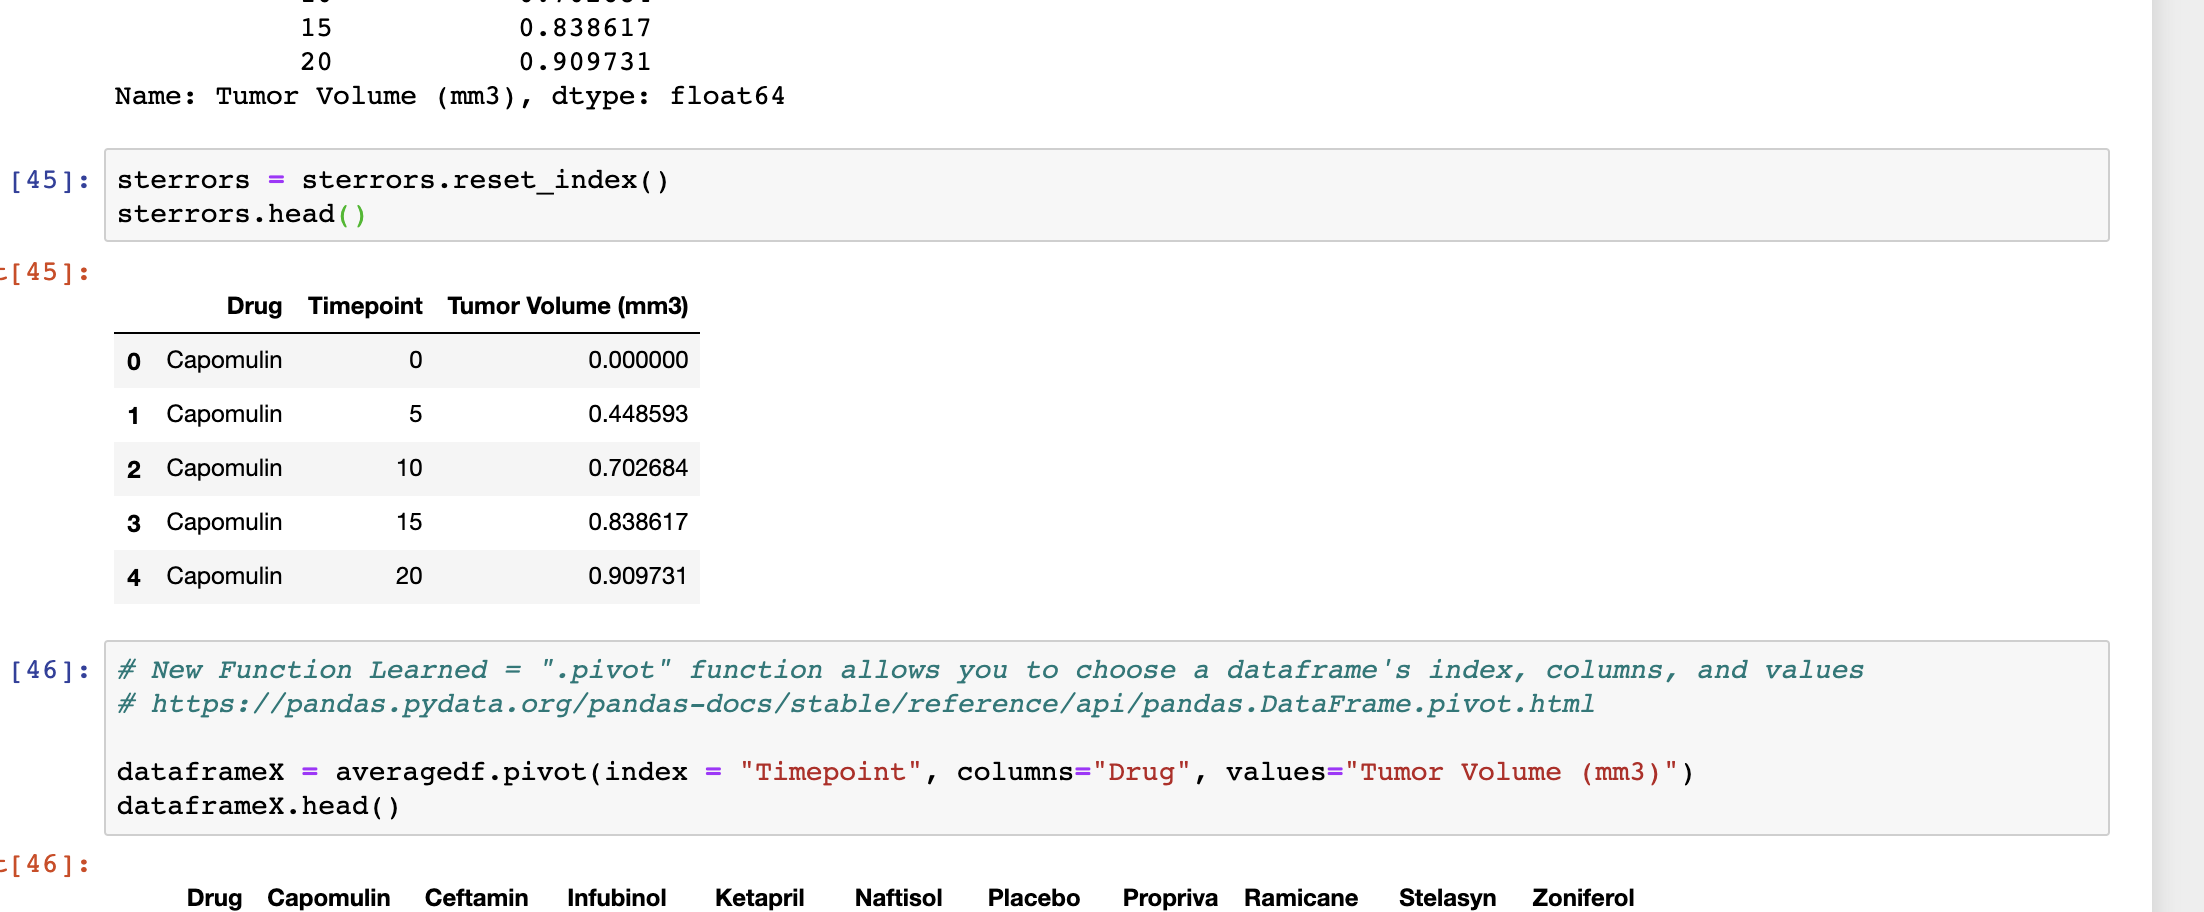 15 0.838617
20 0.909731
Name: Tumor Volume (mm3), dtype: float64
[45]: sterrors = sterrors.reset_index()
sterrors.head()
t[45]:
Drug Timepoint Tumor Volume (mm3)
0 Capomulin 0 0.000000
1 Capomulin 5 0.448593
2 Capomulin 10 0.702684
3 Capomulin 15 0.838617
4 Capomulin 20 0.909731
[46]: # New Function Learned = ".pivot" function allows you to choose a dataframe's index, columns, and values
# https://pandas.pydata.org/pandas-docs/stable/reference/api/pandas.DataFrame.pivot.html
dataframeX = averagedf.pivot(index = "Timepoint", columns="Drug", values="Tumor Volume (mm3)")
dataframeX.head()
t[46]:
Drug Capomulin Ceftamin Infubinol Ketapril Naftisol Placebo Propriva Ramicane Stelasyn Zoniferol